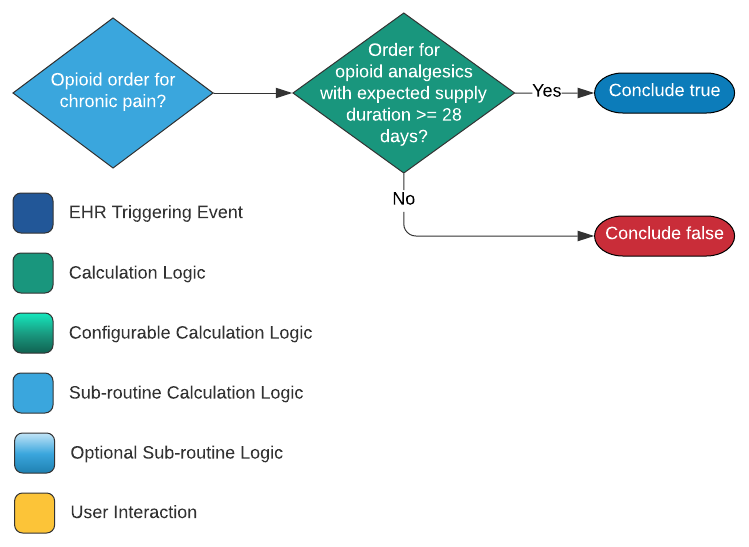 Opioid order for
chronic pain?
Order for
opioid analgesics
with expected supply
duration >= 28
days?
Yes
Conclude true
No
Conclude false
EHR Triggering Event
Calculation Logic
Configurable Calculation Logic
Sub-routine Calculation Logic
Optional Sub-routine Logic
User Interaction